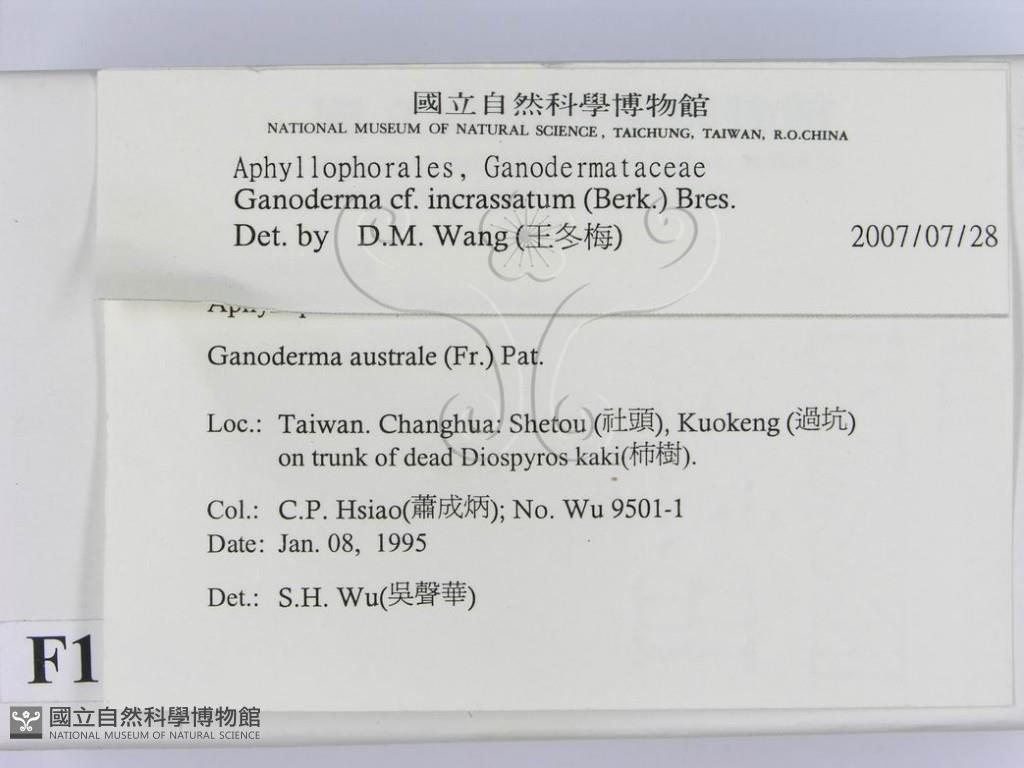 國立自然科學博物館
NATIONAL MUSEUM OF NATURAL SCIENCE, TAICHUNG, TAIWAN, R.O.CHINA
Aphyllophorales, Ganodermataceae
Ganoderma cf. incrassatum (Berk.) Bres.
Det. by D.M. Wang (王冬梅) 2007/07/28
Ganoderma australe (Fr.) Pat.
Loc.: Taiwan. Changhua: Shetou (社頭), Kuokeng (過坑)
on trunk of dead Diospyros kaki(柿樹).
Col.: C.P. Hsiao(蕭成炳); No. Wu 9501-1
Date: Jan. 08, 1995
Det.: S.H. Wu(吳聲華)
F1
國立自然科學博物館
NATIONAL MUSEUM OF NATURAL SCIENCE